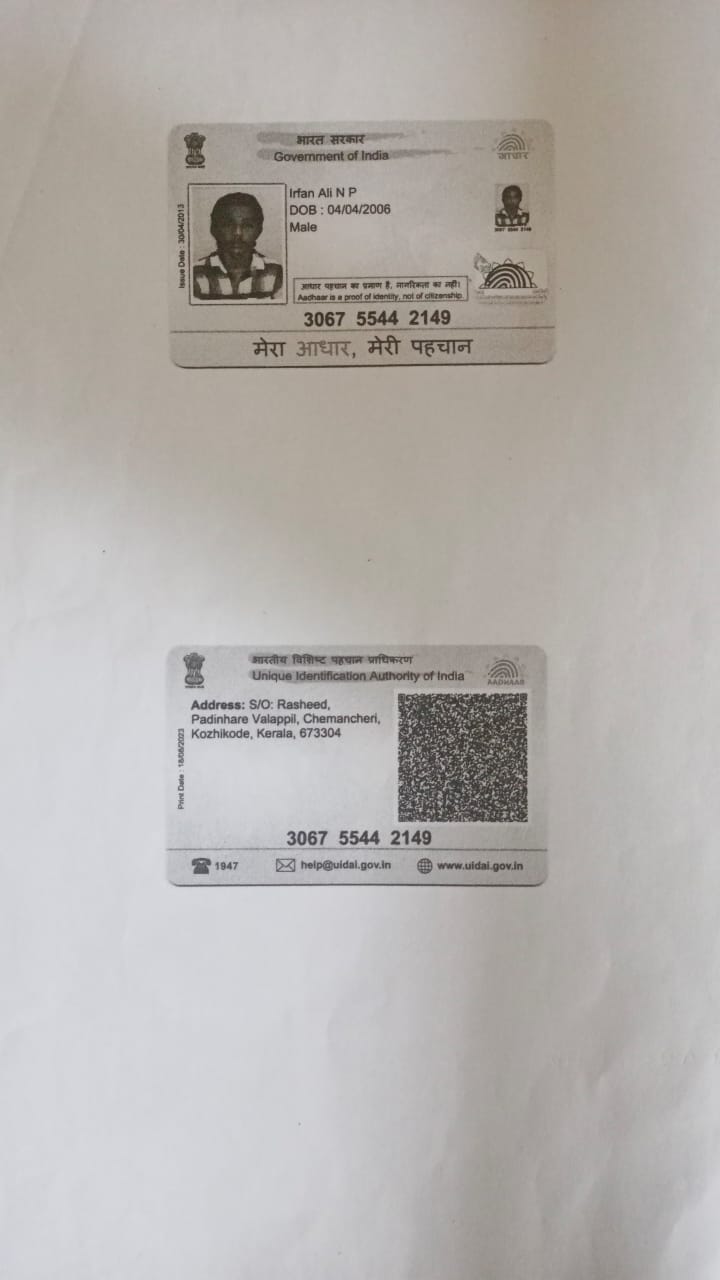 भारत सरकार
Government of India
आधार
Issue Date : 30/04/2013
Irfan Ali N P
DOB : 04/04/2006
Male
3067 5544 2149
आधार पहचान का प्रमाण है, नागरिकता का नहीं।
Aadhaar is a proof of identity, not of citizenship.
3067 5544 2149
मेरा आधार, मेरी पहचान
भारतीय विशिष्ट पहचान प्राधिकरण
Unique Identification Authority of India
AADHAAR
Print Date : 18/08/2023
Address: S/O: Rasheed,
Padinhare Valappil, Chemancheri,
Kozhikode, Kerala, 673304
3067 5544 2149
1947
help@uidai.gov.in
www.uidai.gov.in